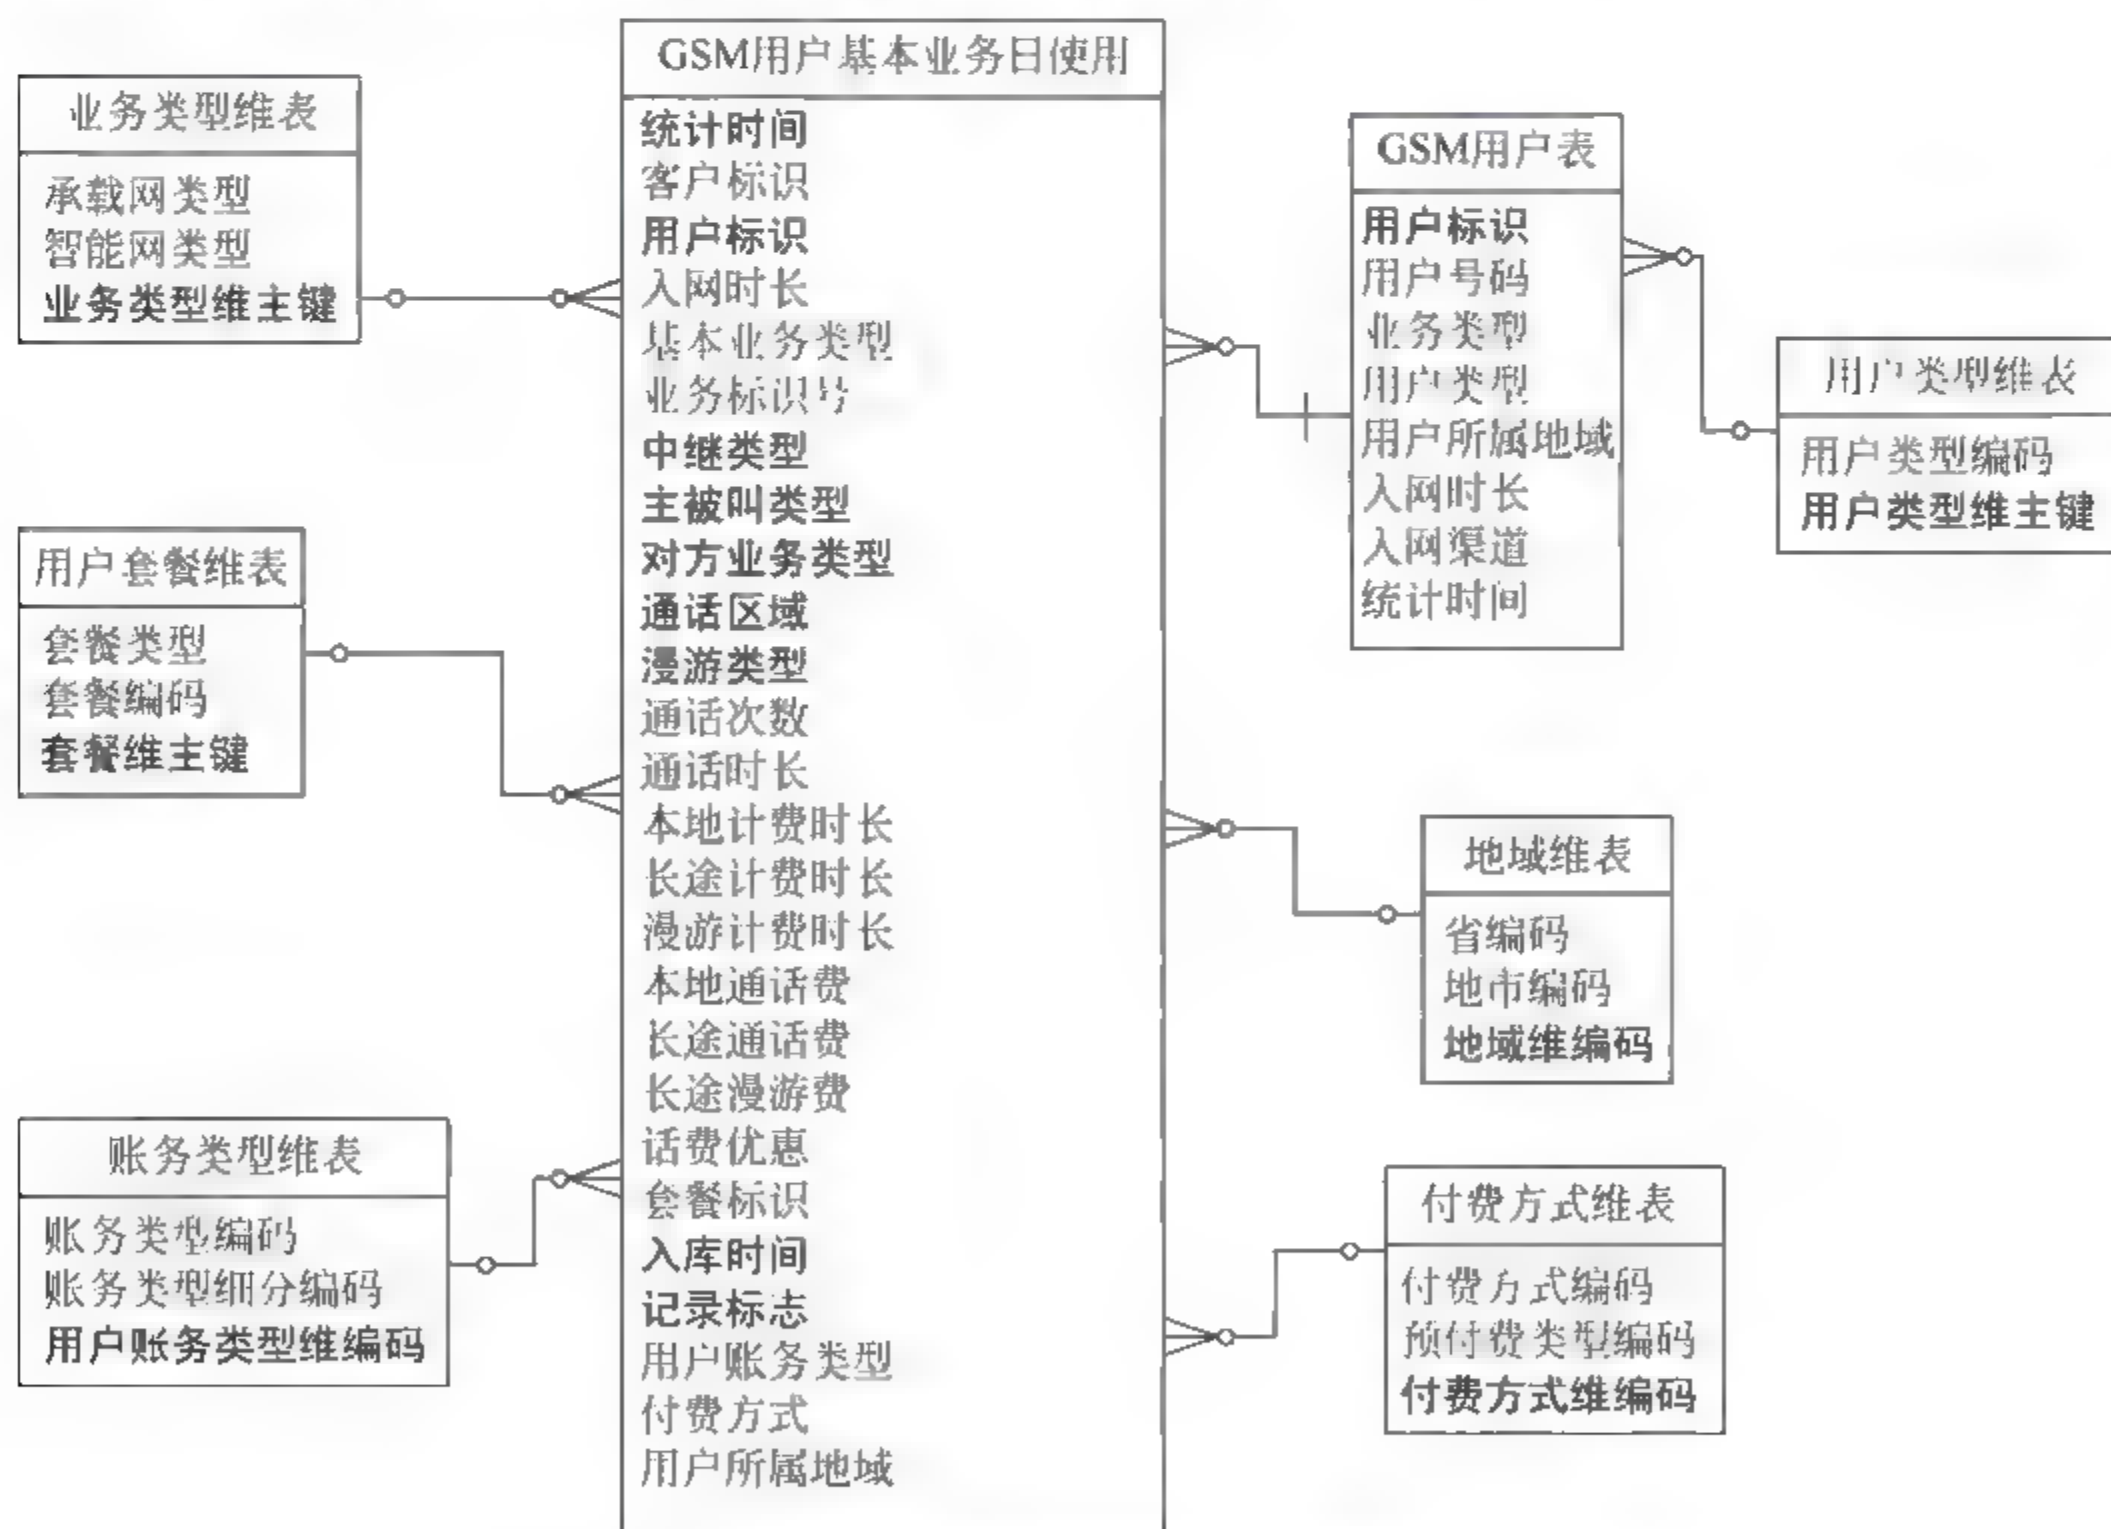 业务类型维表
承载网类型
智能网类型
业务类型维主键
用户套餐维表
套餐类型
套餐编码
套餐维主键
账务类型维表
账务类型编码
账务类型细分编码
用户账务类型维编码
GSM用户基本业务日使用
统计时间
客户标识
用户标识
入网时长
基本业务类型
业务标识号
中继类型
主被叫类型
对方业务类型
通话区域
漫游类型
通话次数
通话时长
本地计费时长
长途计费时长
漫游计费时长
本地通话费
长途通话费
长途漫游费
话费优惠
套餐标识
入库时间
记录标志
用户账务类型
付费方式
用户所属地域
GSM用户表
用户标识
用户号码
业务类型
用户类型
用户所属地域
入网时长
入网渠道
统计时间
用户类型维表
用户类型编码
用户类型维主键
地域维表
省编码
地市编码
地域维编码
付费方式维表
付费方式编码
预付费类型编码
付费方式维编码